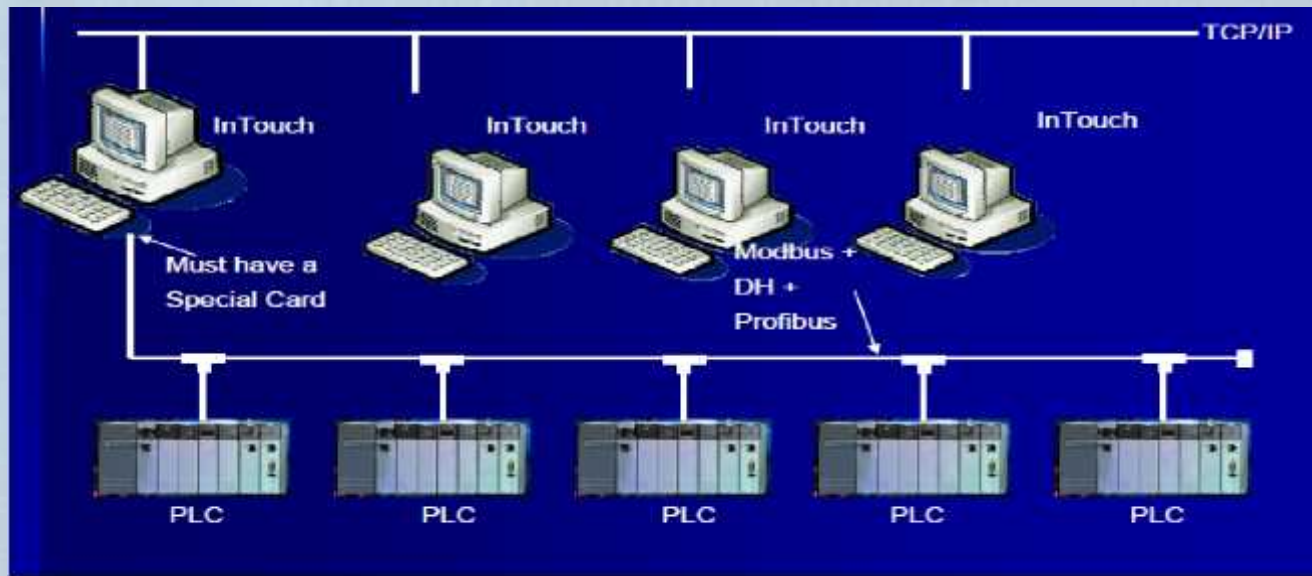 TCP/IP
InTouch
InTouch
InTouch
InTouch
Must have a
Special Card
Modbus +
DH +
Profibus
PLC
PLC
PLC
PLC
PLC